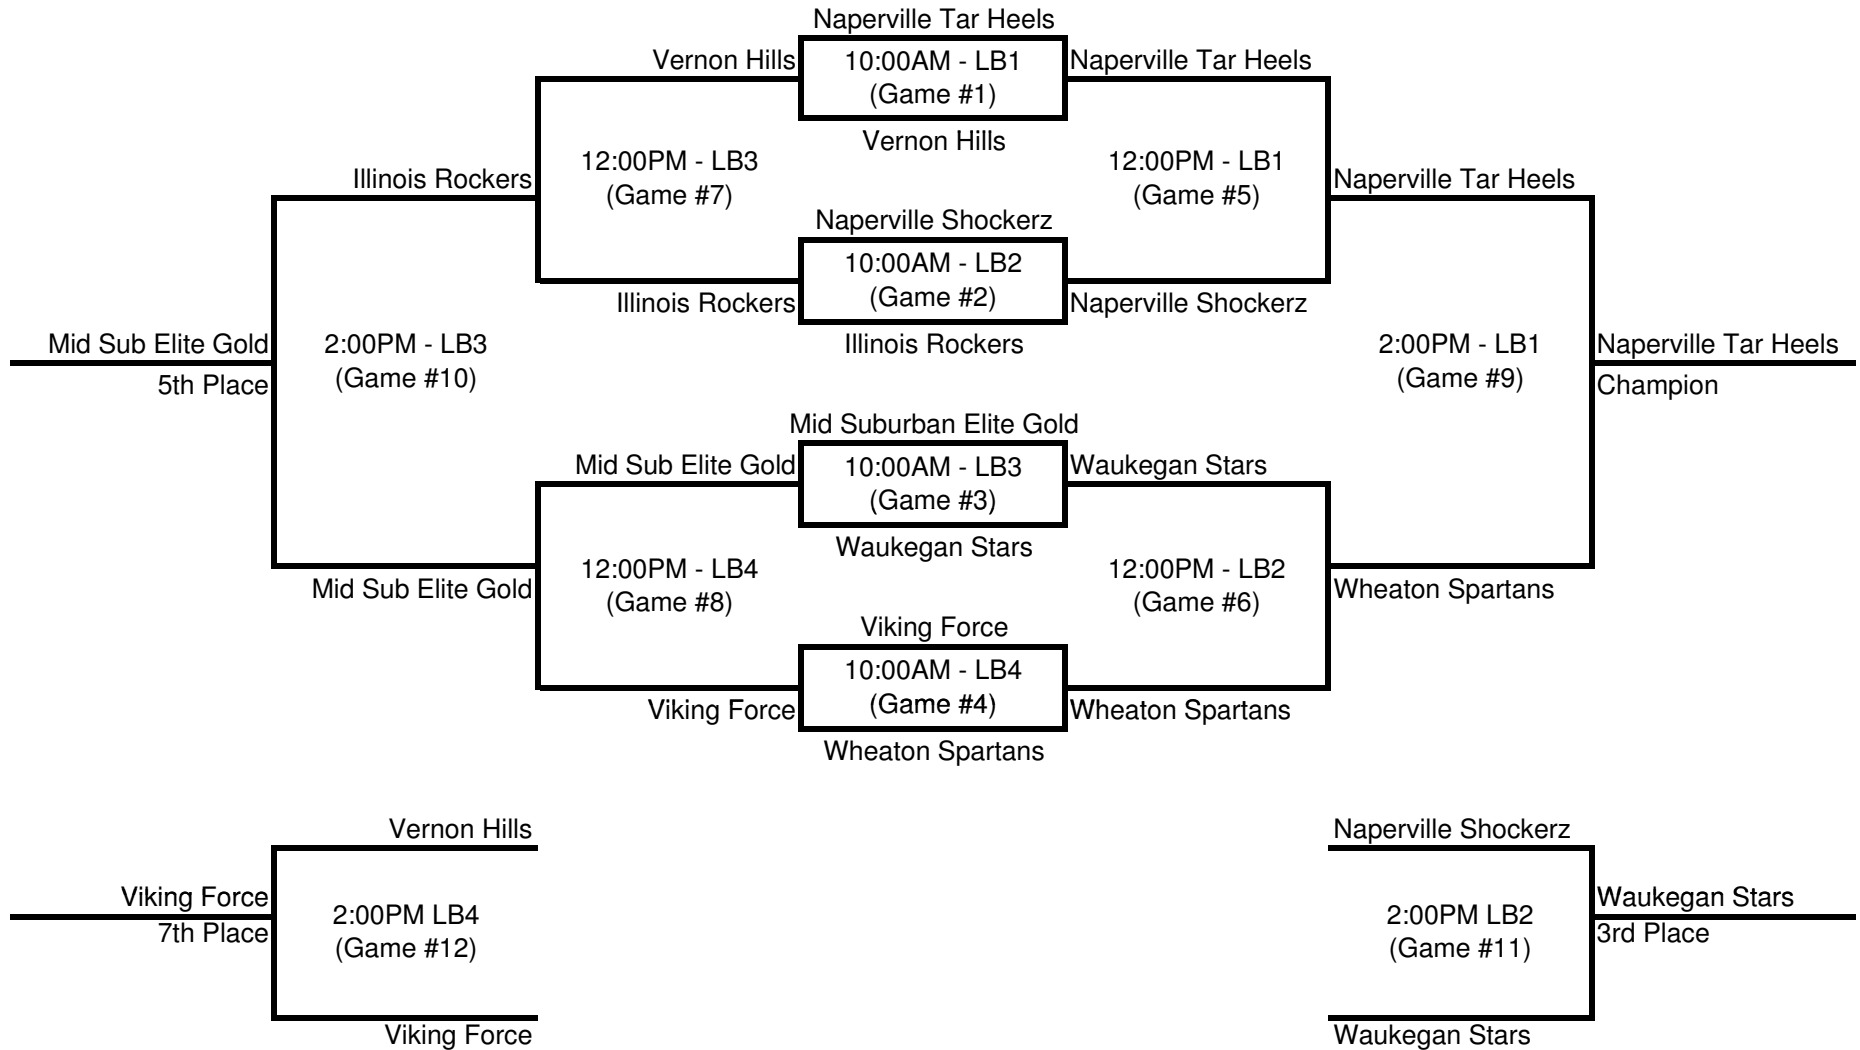 Naperville Tar Heels
Vernon Hills
10:00AM - LB1
(Game #1)
Naperville Tar Heels
Vernon Hills
12:00PM - LB3
(Game #7)
12:00PM - LB1
(Game #5)
Illinois Rockers
Naperville Tar Heels
Naperville Shockerz
10:00AM - LB2
(Game #2)
Illinois Rockers
Naperville Shockerz
Illinois Rockers
Mid Sub Elite Gold
5th Place
2:00PM - LB3
(Game #10)
2:00PM - LB1
(Game #9)
Naperville Tar Heels
Champion
Mid Suburban Elite Gold
Mid Sub Elite Gold
10:00AM - LB3
(Game #3)
Waukegan Stars
Waukegan Stars
12:00PM - LB4
(Game #8)
12:00PM - LB2
(Game #6)
Mid Sub Elite Gold
Wheaton Spartans
Viking Force
10:00AM - LB4
(Game #4)
Viking Force
Wheaton Spartans
Wheaton Spartans
Vernon Hills
Viking Force
7th Place
2:00PM LB4
(Game #12)
Viking Force
Naperville Shockerz
2:00PM LB2
(Game #11)
Waukegan Stars
3rd Place
Waukegan Stars